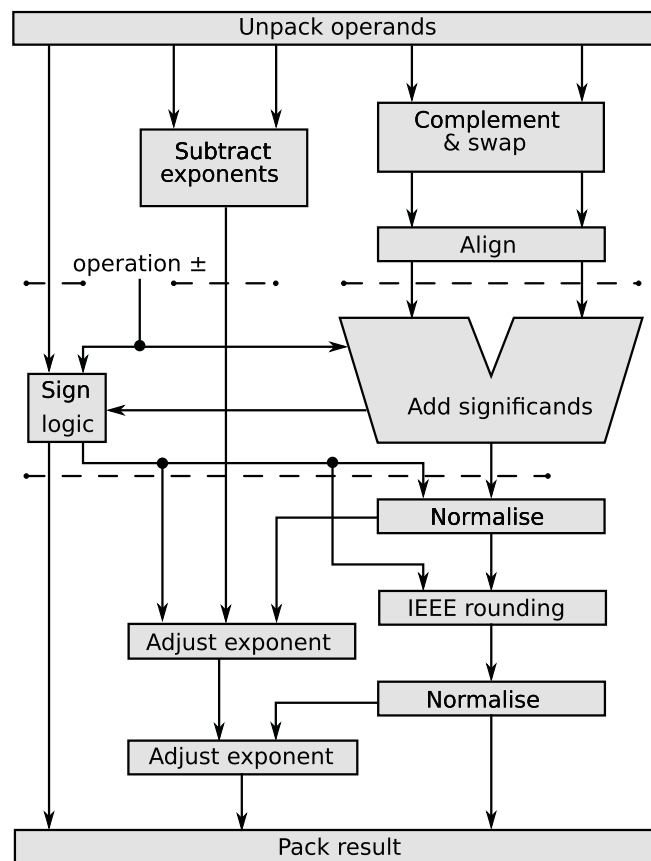 Unpack operands
Complement
& swap
Subtract
exponents
Align
operation ±
Sign
logic
Add significands
Normalise
IEEE rounding
Adjust exponent
Normalise
Adjust exponent
Pack result